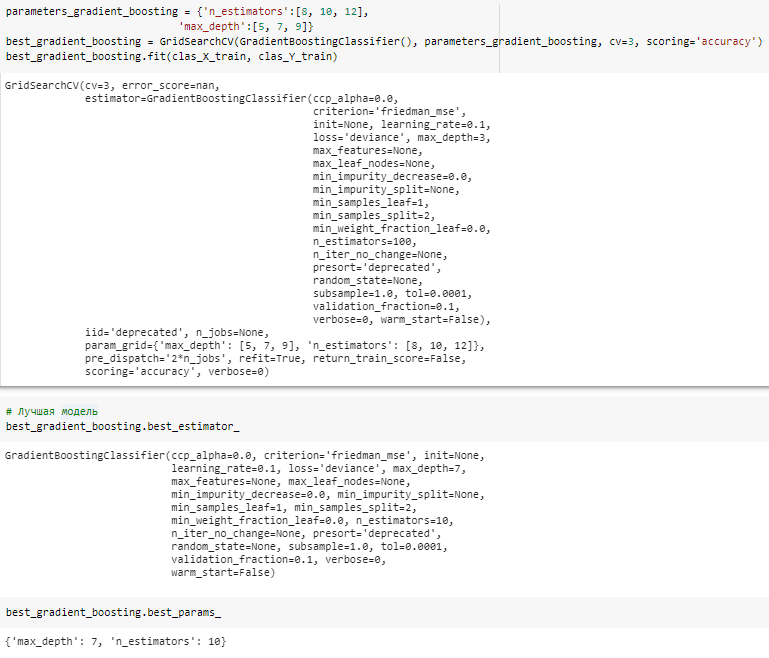 parameters_gradient_boosting = {'n_estimators':[8, 10, 12],
'max_depth':[5, 7, 9]}
best_gradient_boosting = GridSearchCV(GradientBoostingClassifier(), parameters_gradient_boosting, cv=3, scoring='accuracy')
best_gradient_boosting.fit(clas_X_train, clas_Y_train)
GridSearchCV(cv=3, error_score=nan,
estimator=GradientBoostingClassifier(ccp_alpha=0.0,
criterion='friedman_mse',
init=None, learning_rate=0.1,
loss='deviance', max_depth=3,
max_features=None,
max_leaf_nodes=None,
min_impurity_decrease=0.0,
min_impurity_split=None,
min_samples_leaf=1,
min_samples_split=2,
min_weight_fraction_leaf=0.0,
n_estimators=100,
n_iter_no_change=None,
presort='deprecated',
random_state=None,
subsample=1.0, tol=0.0001,
validation_fraction=0.1,
verbose=0, warm_start=False),
iid='deprecated', n_jobs=None,
param_grid={'max_depth': [5, 7, 9], 'n_estimators': [8, 10, 12]},
pre_dispatch='2*n_jobs', refit=True, return_train_score=False,
scoring='accuracy', verbose=0)
# Лучшая модель
best_gradient_boosting.best_estimator_
GradientBoostingClassifier(ccp_alpha=0.0, criterion='friedman_mse', init=None,
learning_rate=0.1, loss='deviance', max_depth=7,
max_features=None, max_leaf_nodes=None,
min_impurity_decrease=0.0, min_impurity_split=None,
min_samples_leaf=1, min_samples_split=2,
min_weight_fraction_leaf=0.0, n_estimators=10,
n_iter_no_change=None, presort='deprecated',
random_state=None, subsample=1.0, tol=0.0001,
validation_fraction=0.1, verbose=0,
warm_start=False)
best_gradient_boosting.best_params_
{'max_depth': 7, 'n_estimators': 10}